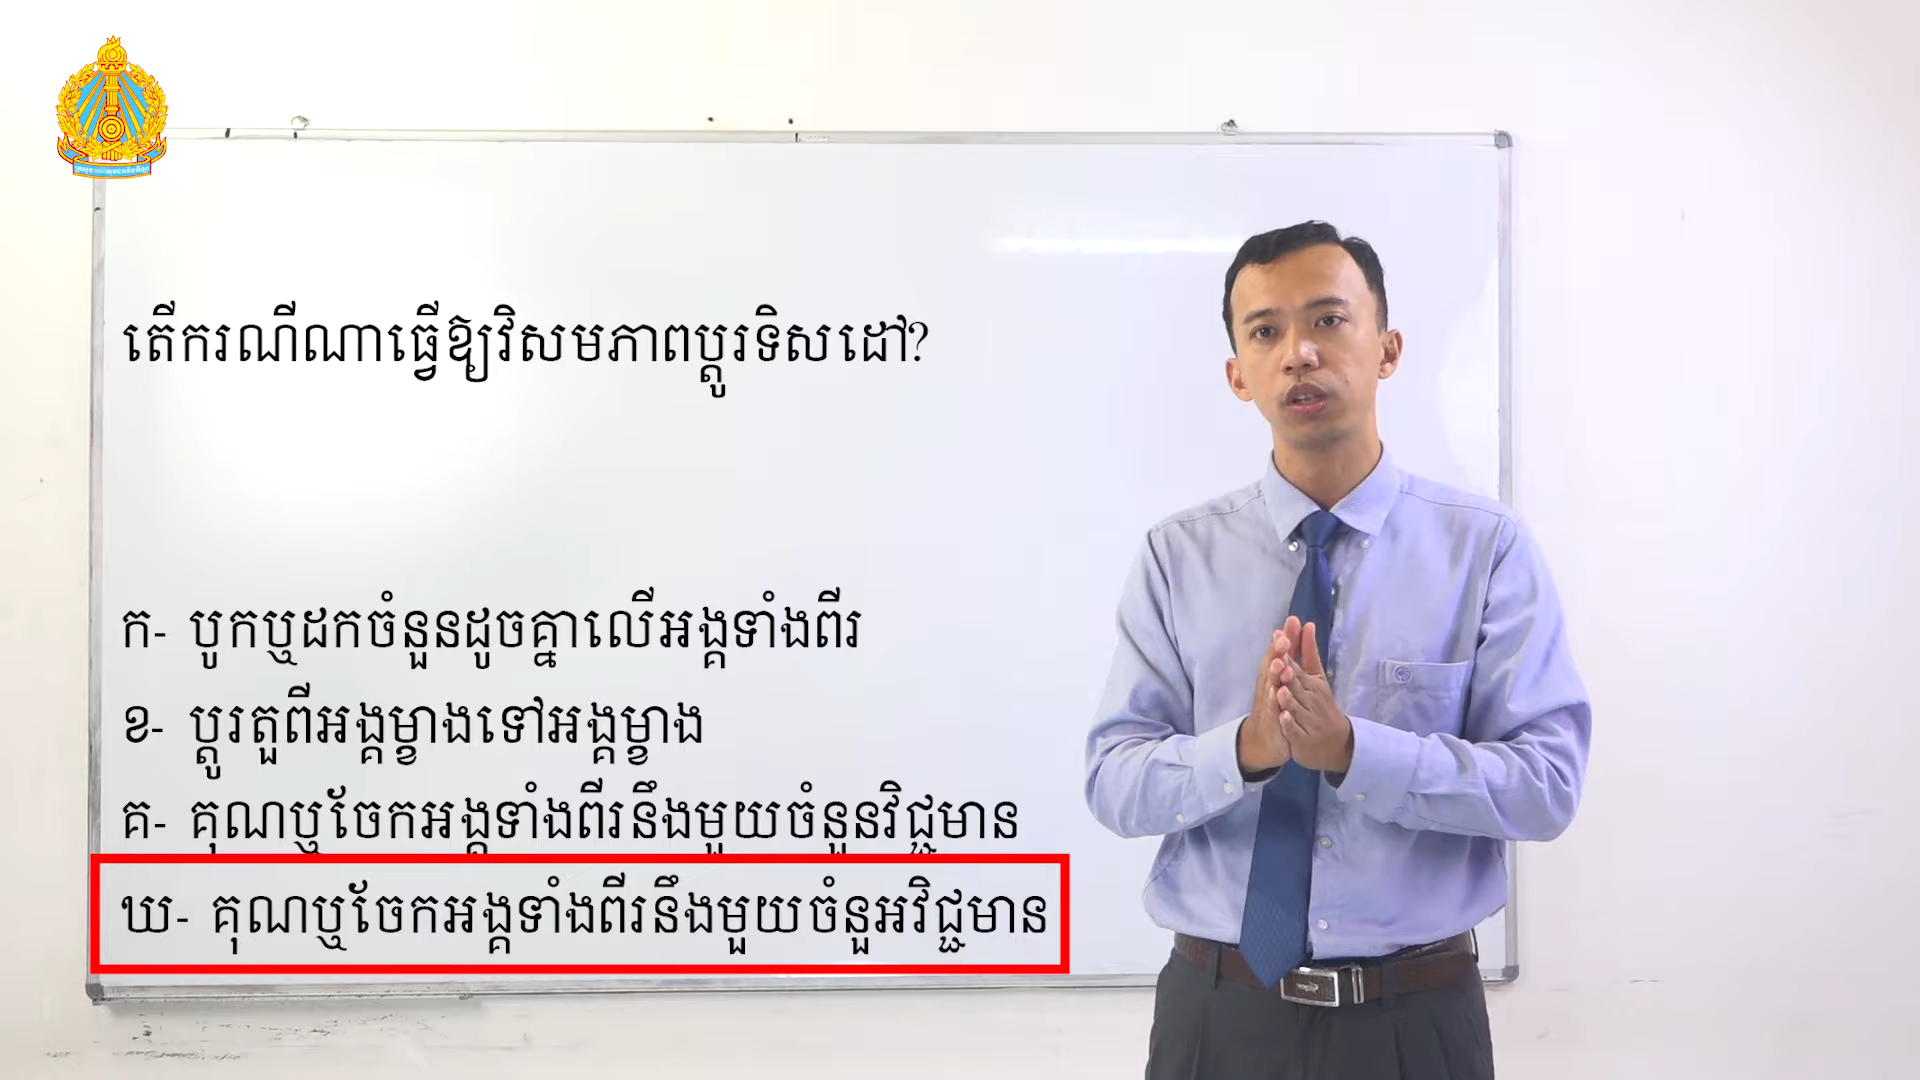 តើករណីណាធ្វើឱ្យវិសមភាពប្ដូរទិសដៅ?
ក- បូកឬដកចំនួនដូចគ្នាលើអង្គទាំងពីរ
ខ- ប្ដូរតួពីអង្គម្ខាងទៅអង្គម្ខាង
គ- គុណឬចែកអង្គទាំងពីរនឹងមួយចំនួនវិជ្ជមាន
ឃ- គុណឬចែកអង្គទាំងពីរនឹងមួយចំនួអវិជ្ជមាន